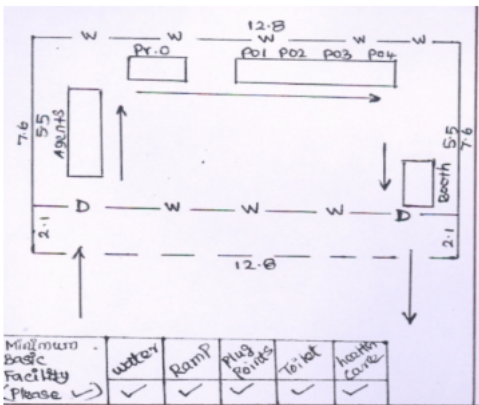 12.8
W W W W W
Pr.O PO1 PO2 PO3 PO4
7.6 5.5 Agents
5.5 7.6
Booth
D W W W D
2.1 2.1
12.8
Minimum Basic Facility (Please ✓)
Water Ramp Plug Points Toilet health care
✓ ✓ ✓ ✓ ✓